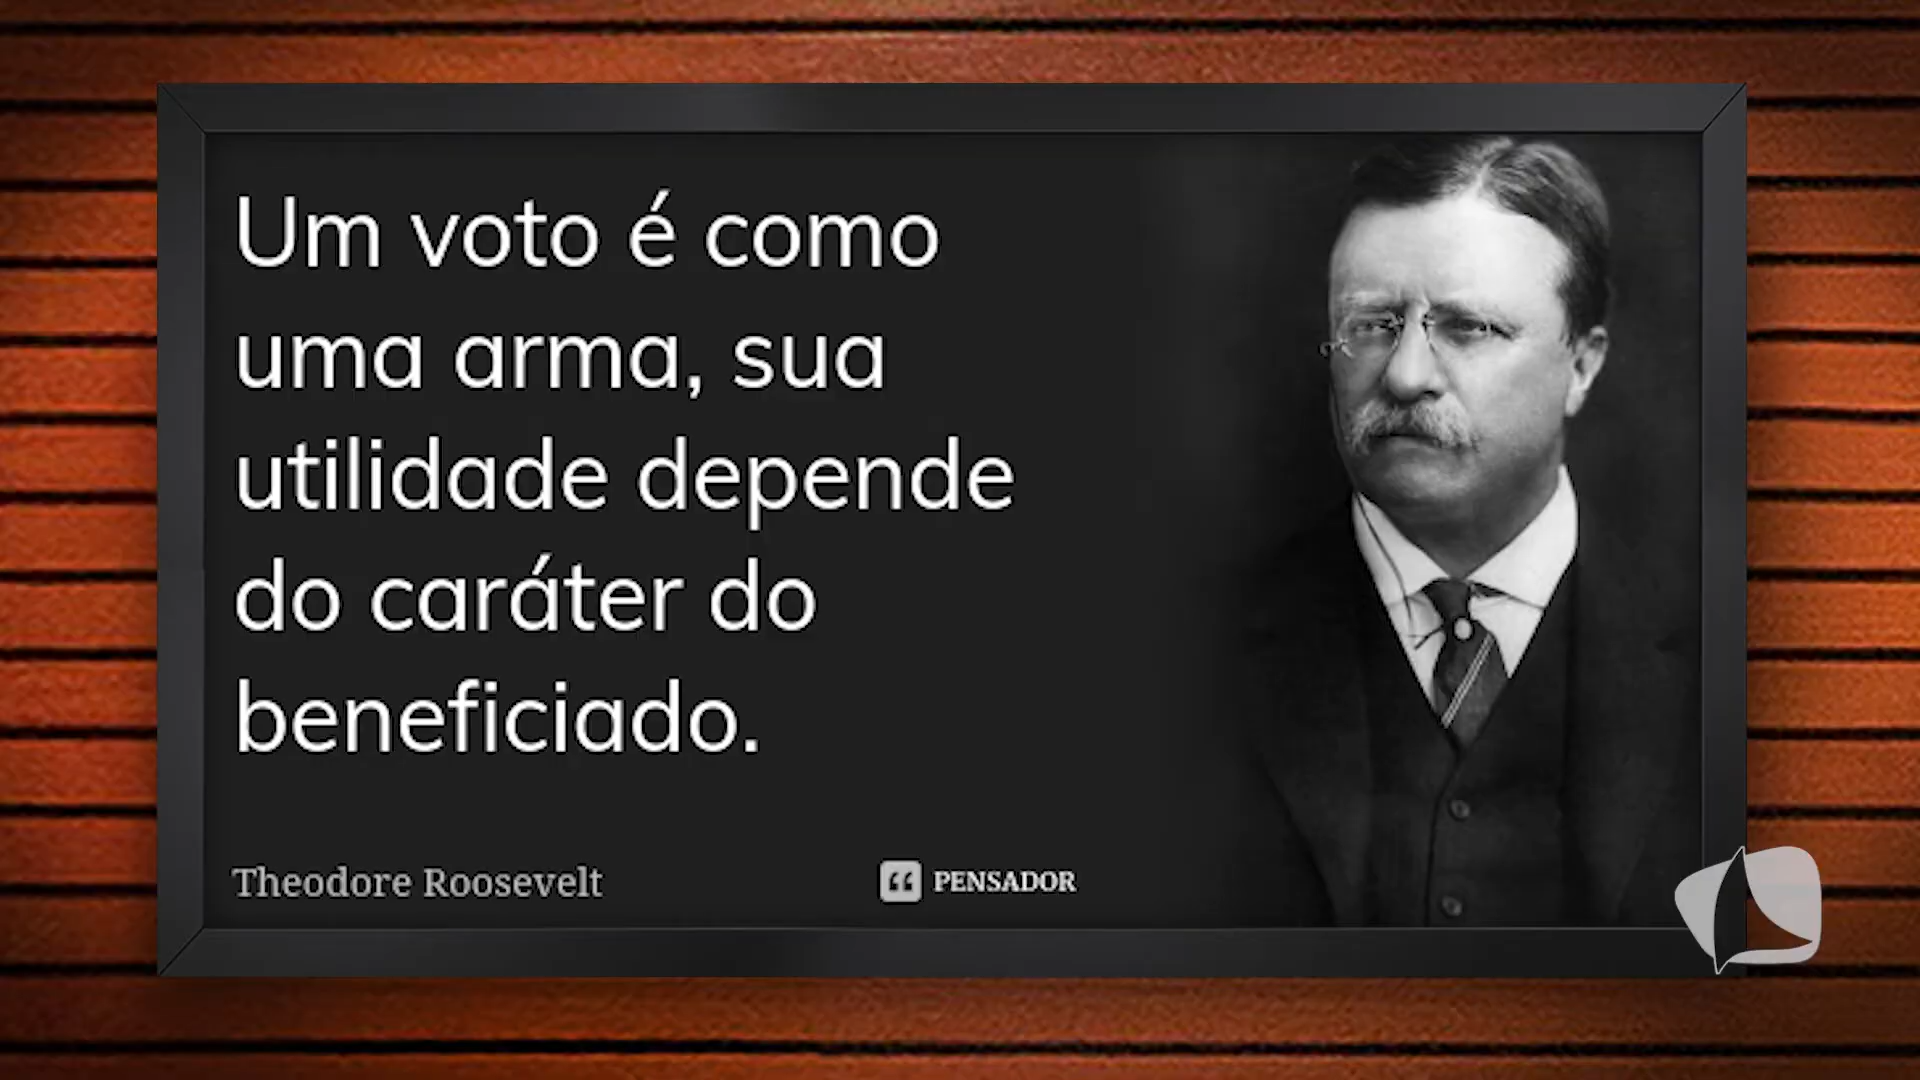 Um voto é como
uma arma, sua
utilidade depende
do caráter do
beneficiado.
Theodore Roosevelt
PENSADOR